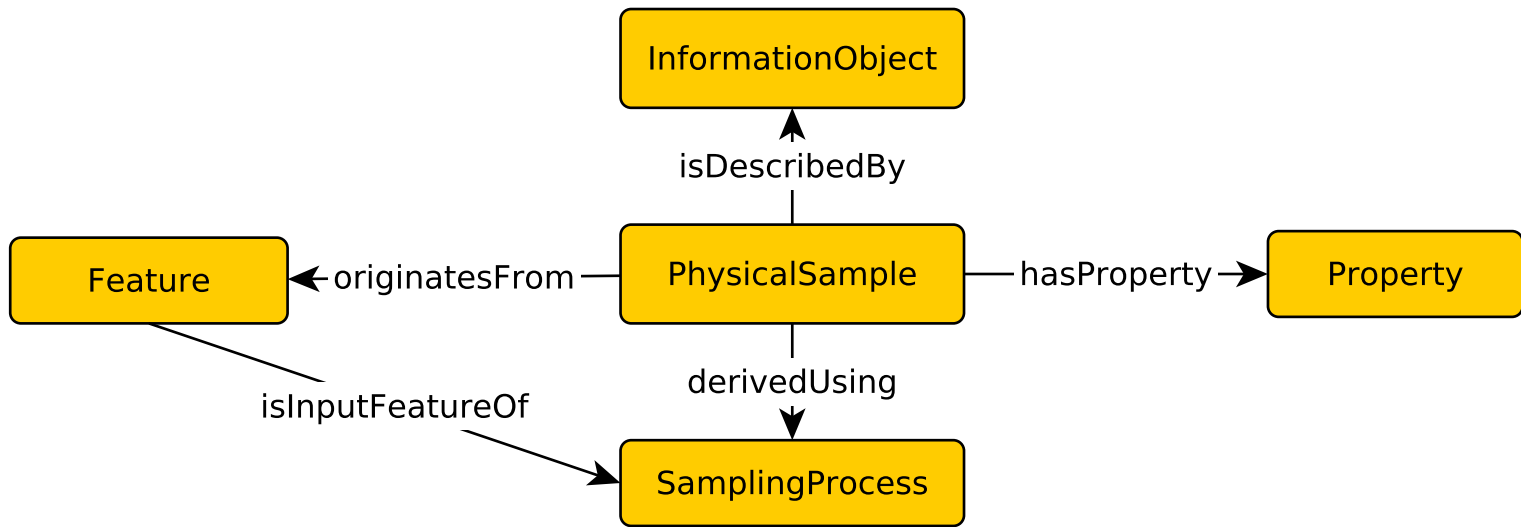 InformationObject
isDescribedBy
Feature
originatesFrom
PhysicalSample
hasProperty
Property
derivedUsing
isInputFeatureOf
SamplingProcess